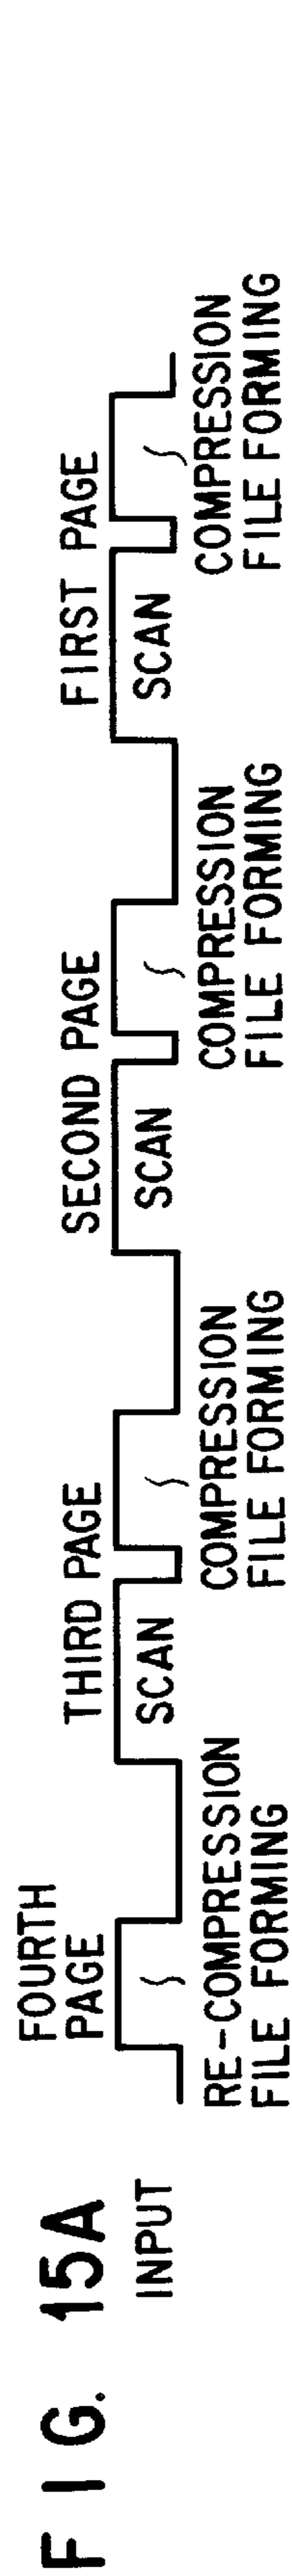 FIG. 15A
INPUT
FOURTH
PAGE
RE-COMPRESSION
FILE FORMING
THIRD PAGE
SCAN
COMPRESSION
FILE FORMING
SECOND PAGE
SCAN
COMPRESSION
FILE FORMING
FIRST PAGE
SCAN
COMPRESSION
FILE FORMING